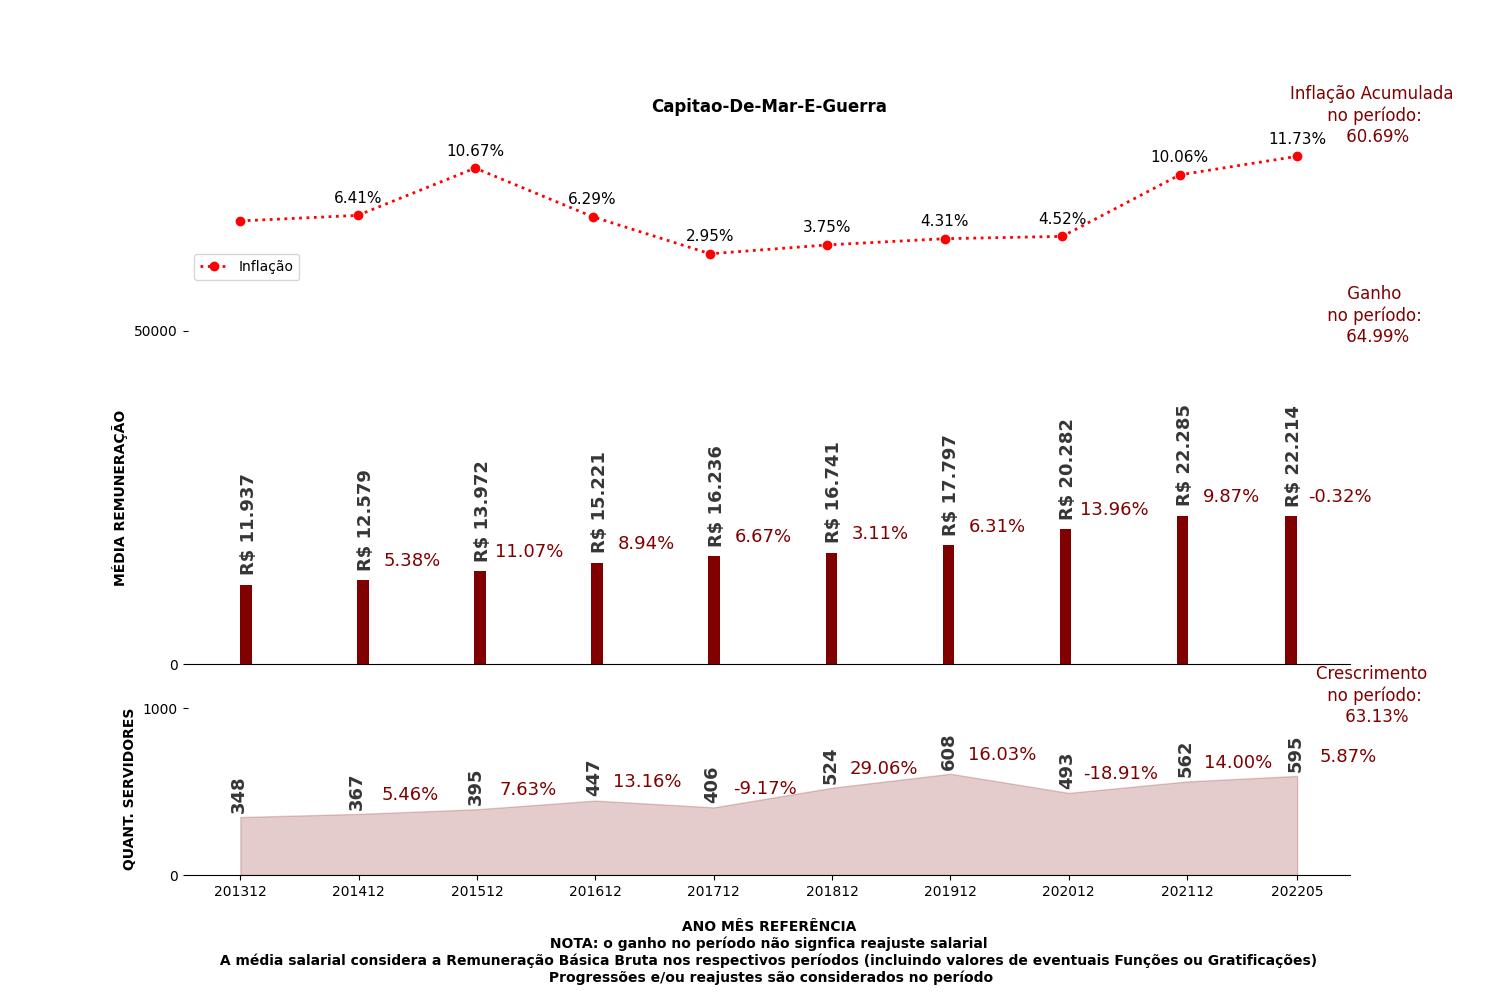 Capitao-De-Mar-E-Guerra
Inflação Acumulada
no período:
60.69%
6.41%
10.67%
6.29%
2.95%
3.75%
4.31%
4.52%
10.06%
11.73%
Inflação
Ganho
no período:
64.99%
50000
0
MÉDIA REMUNERAÇÃO
R$ 11.937
R$ 12.579
R$ 13.972
R$ 15.221
R$ 16.236
R$ 16.741
R$ 17.797
R$ 20.282
R$ 22.285
R$ 22.214
5.38%
11.07%
8.94%
6.67%
3.11%
6.31%
13.96%
9.87%
-0.32%
Crescrimento
no período:
63.13%
1000
0
QUANT. SERVIDORES
348
367
395
447
406
524
608
493
562
595
5.46%
7.63%
13.16%
-9.17%
29.06%
16.03%
-18.91%
14.00%
5.87%
201312
201412
201512
201612
201712
201812
201912
202012
202112
202205
ANO MÊS REFERÊNCIA
NOTA: o ganho no período não signfica reajuste salarial
A média salarial considera a Remuneração Básica Bruta nos respectivos períodos (incluindo valores de eventuais Funções ou Gratificações)
Progressões e/ou reajustes são considerados no período